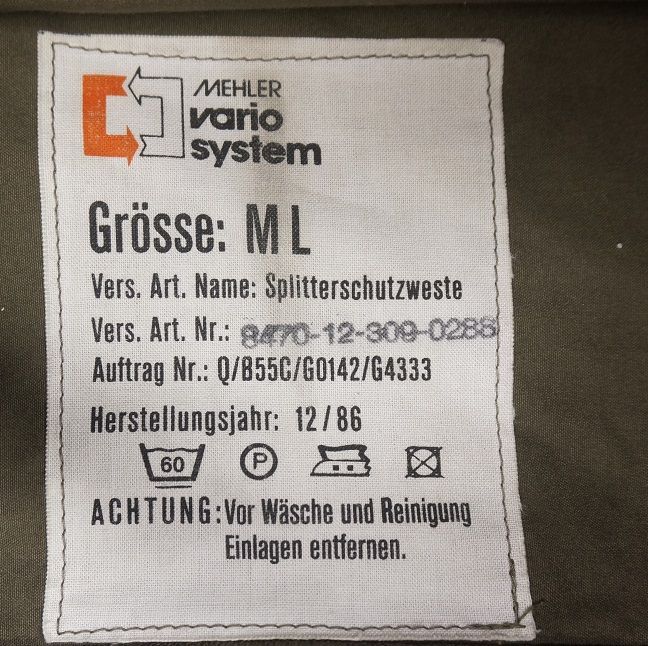 MEHLER
vario
system
Grösse: M L
Vers. Art. Name: Splitterschutzweste
Vers. Art. Nr.: 8470-12-309-0288
Auftrag Nr.: Q/B55C/G0142/G4333
Herstellungsjahr: 12/86
60 P
ACHTUNG: Vor Wäsche und Reinigung
Einlagen entfernen.